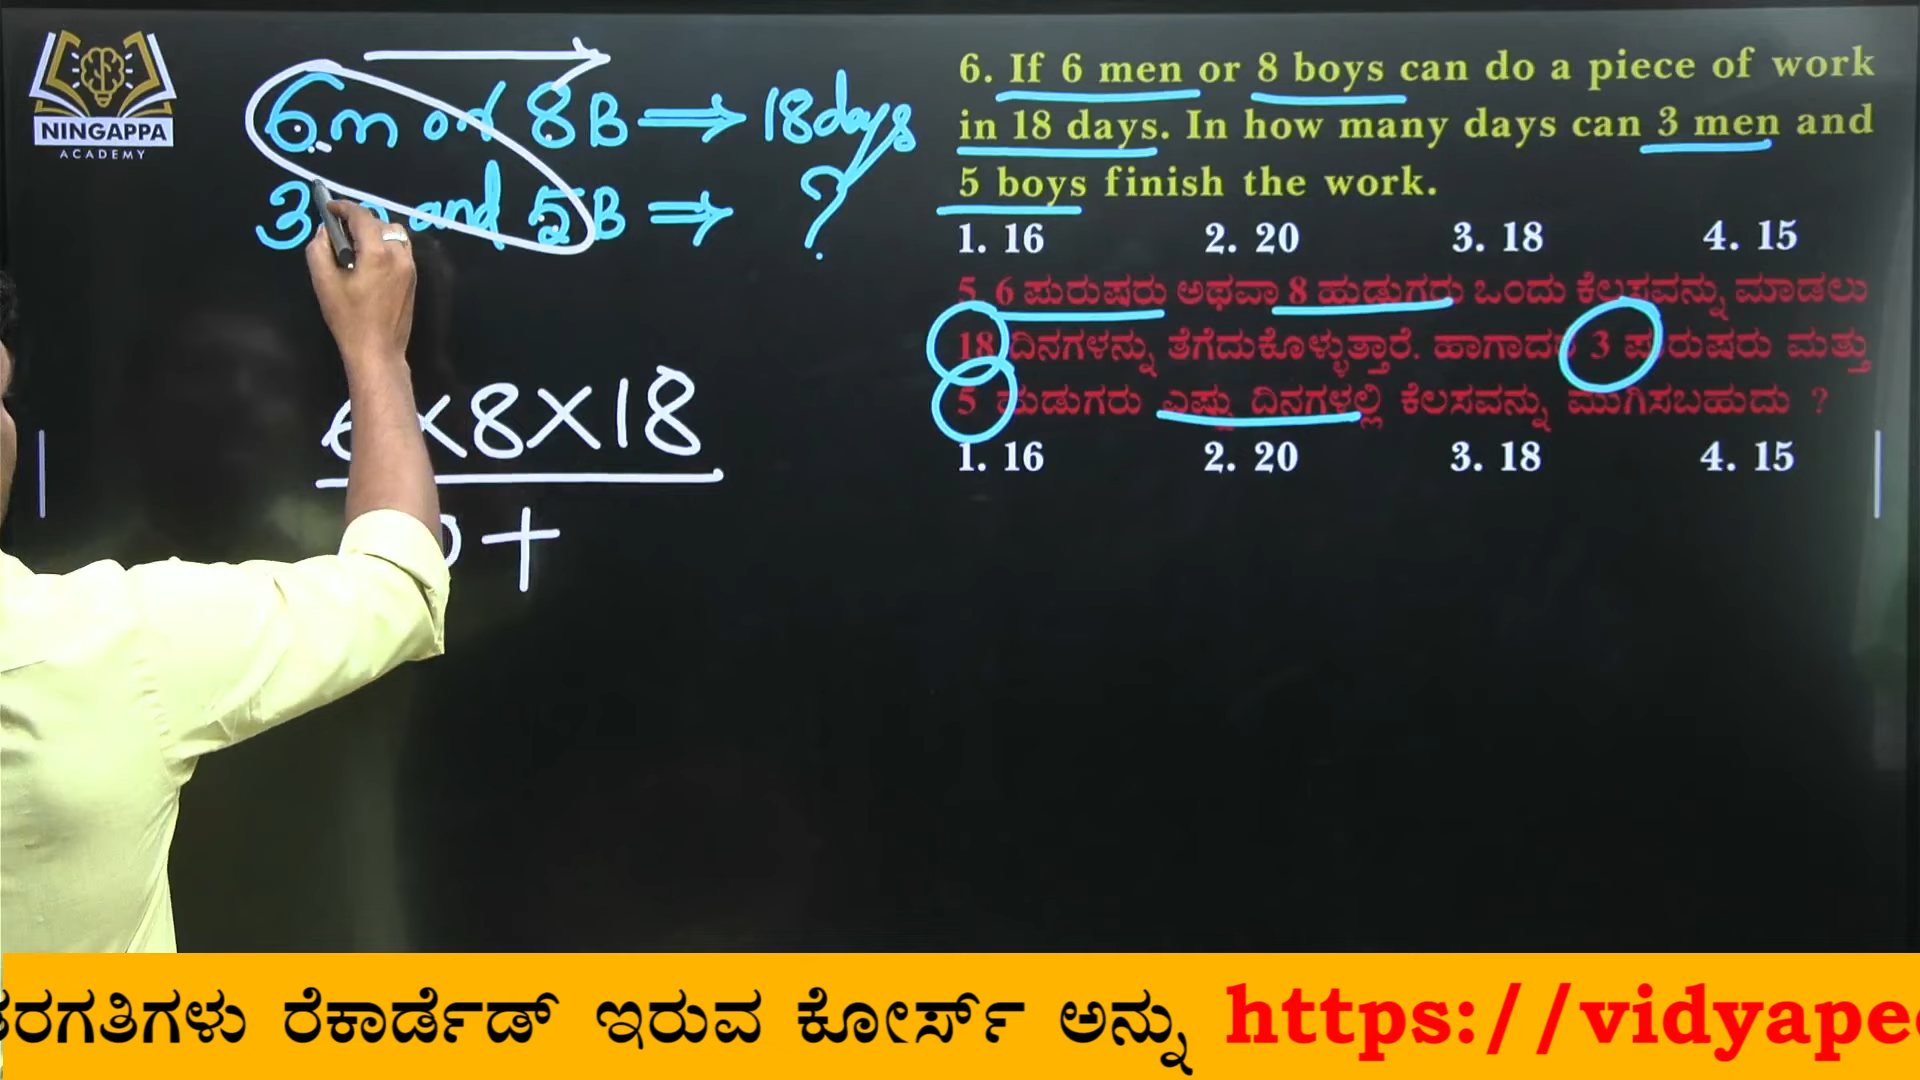 NINGAPPA
ACADEMY
6m or 8B ⇒ 18days
3 and 5B ⇒ ?
6×8×18
+
6. If 6 men or 8 boys can do a piece of work
in 18 days. In how many days can 3 men and
5 boys finish the work.
1. 16 2. 20 3. 18 4. 15
5. 6 ಪುರುಷರು ಅಥವಾ 8 ಹುಡುಗರು ಒಂದು ಕೆಲಸವನ್ನು ಮಾಡಲು
18 ದಿನಗಳನ್ನು ತೆಗೆದುಕೊಳ್ಳುತ್ತಾರೆ. ಹಾಗಾದರೆ 3 ಪುರುಷರು ಮತ್ತು
5 ಹುಡುಗರು ಎಷ್ಟು ದಿನಗಳಲ್ಲಿ ಕೆಲಸವನ್ನು ಮುಗಿಸಬಹುದು ?
1. 16 2. 20 3. 18 4. 15
ತರಗತಿಗಳು ರೆಕಾರ್ಡೆಡ್ ಇರುವ ಕೋರ್ಸ್ ಅನ್ನು https://vidyape